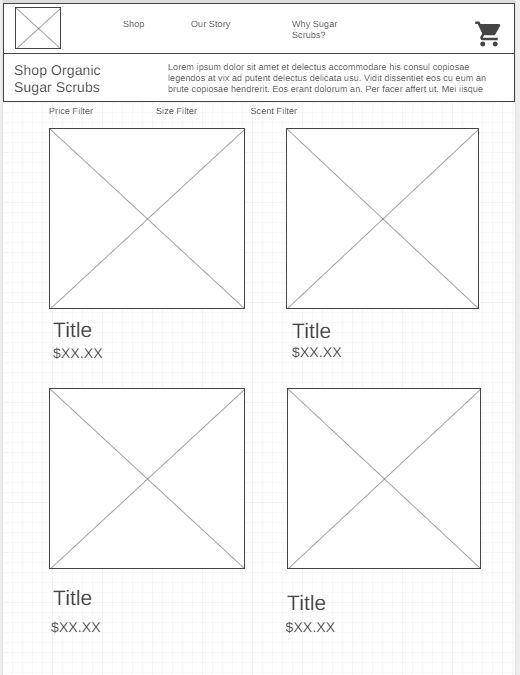 Shop
Our Story
Why Sugar
Scrubs?
Shop Organic
Sugar Scrubs
Lorem ipsum dolor sit amet et delectus accommodare his consul copiosae
legendos at vix ad putent delectus delicata usu. Vidit dissentiet eos cu eum an
brute copiosae hendrerit. Eos erant dolorum an. Per facer affert ut. Mei iisque
Price Filter
Size Filter
Scent Filter
Title
$XX.XX
Title
$XX.XX
Title
$XX.XX
Title
$XX.XX